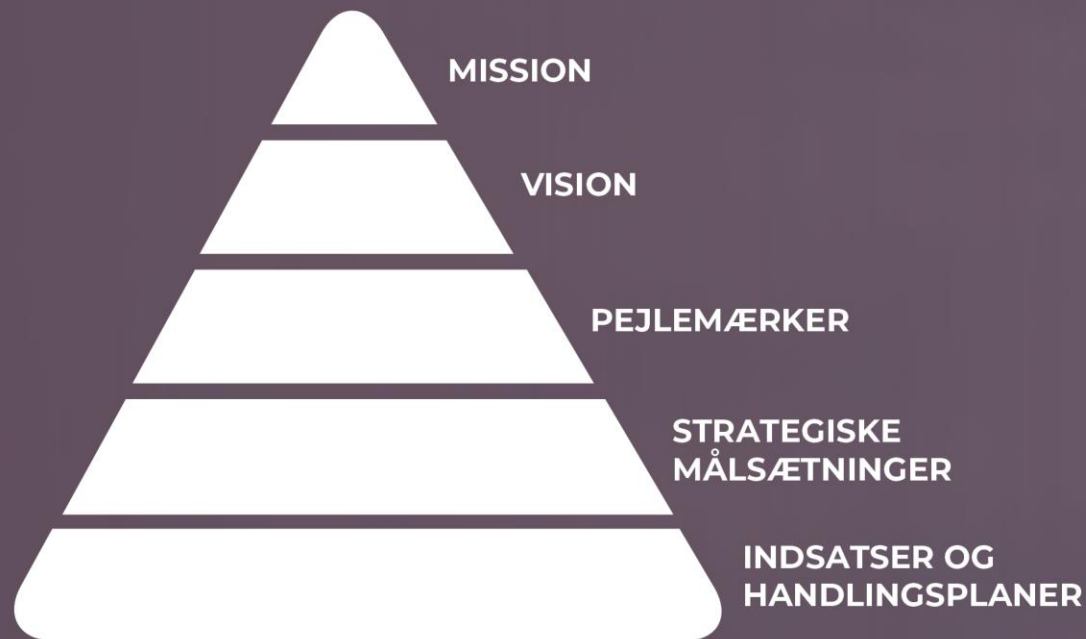 MISSION
VISION
PEJLEMÆRKER
STRATEGISKE
MÅLSÆTNINGER
INDSATSER OG
HANDLINGSPLANER